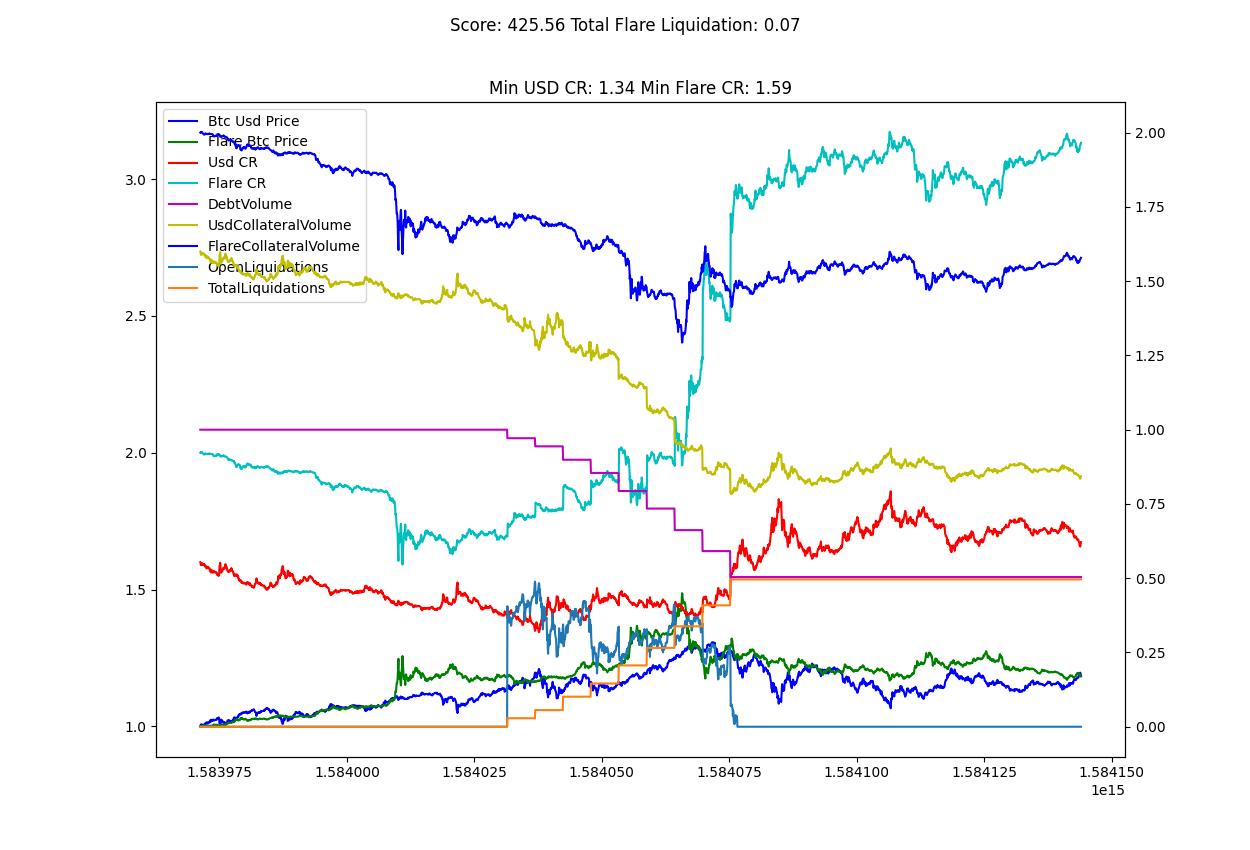 Score: 425.56 Total Flare Liquidation: 0.07
Min USD CR: 1.34 Min Flare CR: 1.59
Btc Usd Price
Flare Btc Price
Usd CR
Flare CR
DebtVolume
UsdCollateralVolume
FlareCollateralVolume
OpenLiquidations
TotalLiquidations
3.0
2.5
2.0
1.5
1.0
2.00
1.75
1.50
1.25
1.00
0.75
0.50
0.25
0.00
1.583975 1.584000 1.584025 1.584050 1.584075 1.584100 1.584125 1.584150
1e15